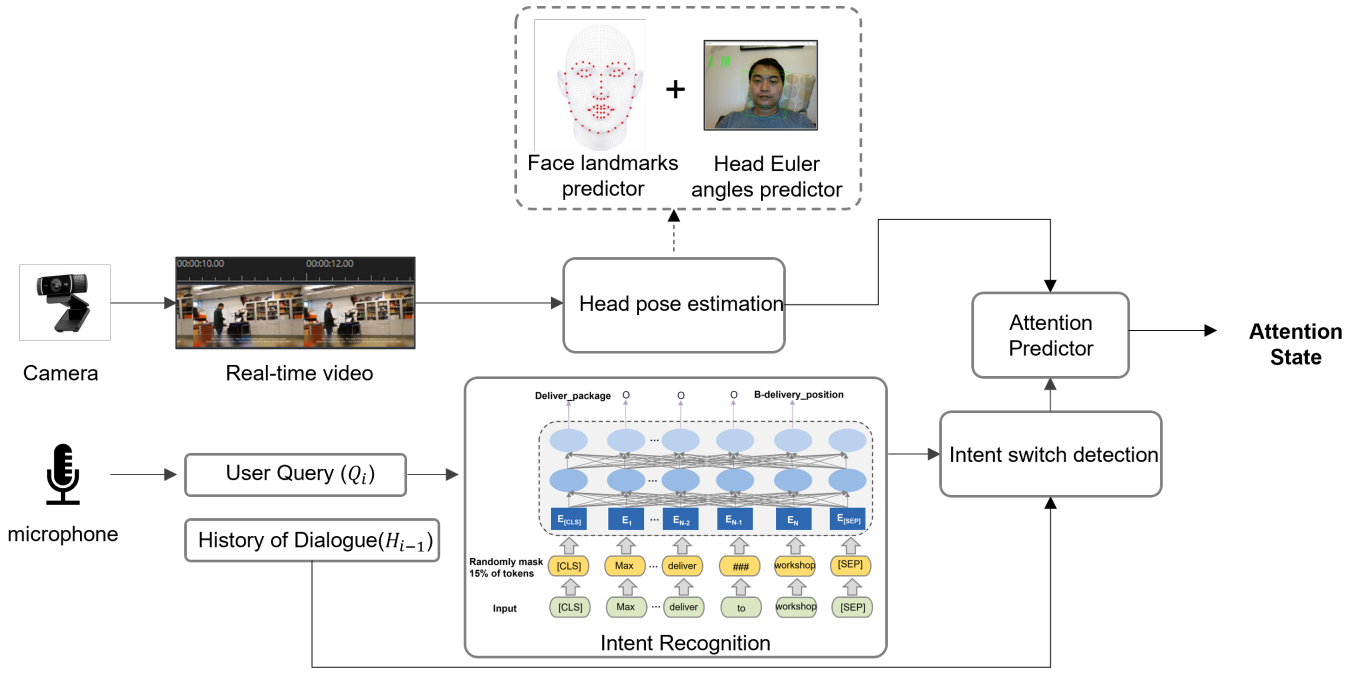 Face landmarks
predictor
+
Head Euler
angles predictor
00:00:10.00
00:00:12.00
Camera
Real-time video
Head pose estimation
Attention
Predictor
Attention
State
microphone
User Query (Qᵢ)
History of Dialogue(Hᵢ₋₁)
Deliver_package
O
O
O
B-delivery_position
...
...
E[CLS]
E1
...
EN-2
EN-1
EN
E[SEP]
Randomly mask
15% of tokens
[CLS]
Max
...
deliver
###
workshop
[SEP]
Input
[CLS]
Max
...
deliver
to
workshop
[SEP]
Intent Recognition
Intent switch detection